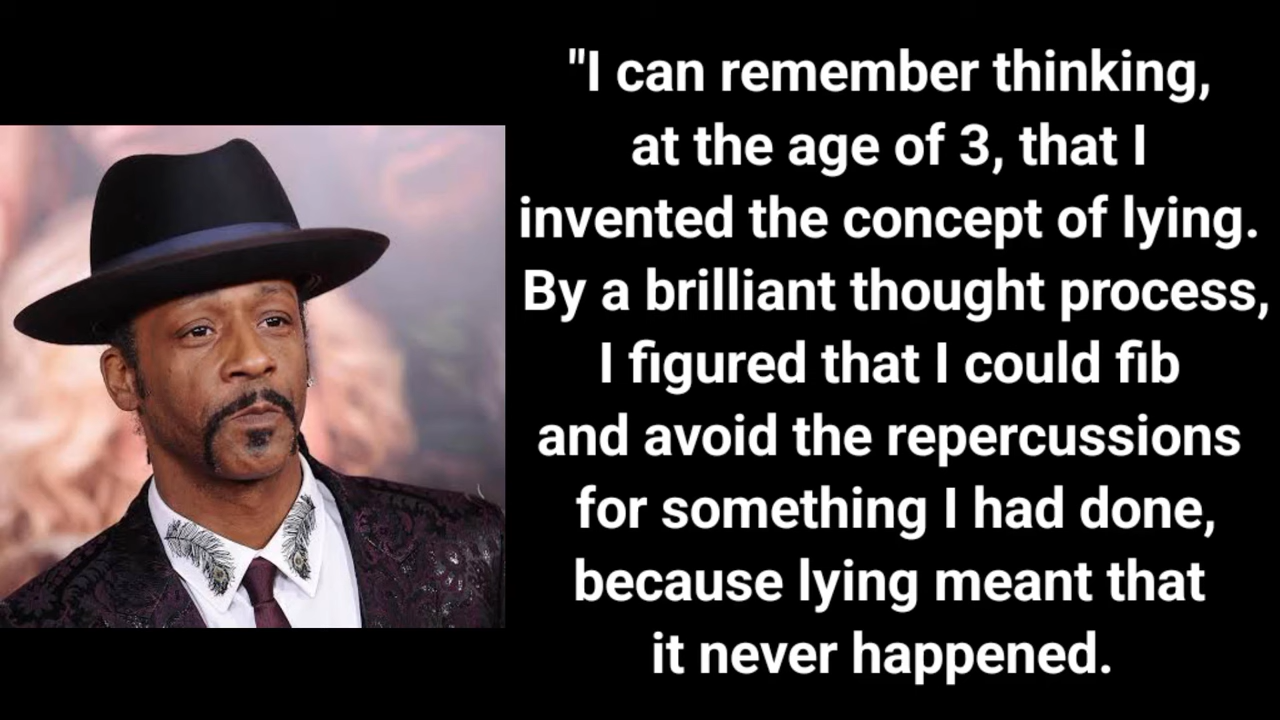 "I can remember thinking,
at the age of 3, that I
invented the concept of lying.
By a brilliant thought process,
I figured that I could fib
and avoid the repercussions
for something I had done,
because lying meant that
it never happened.